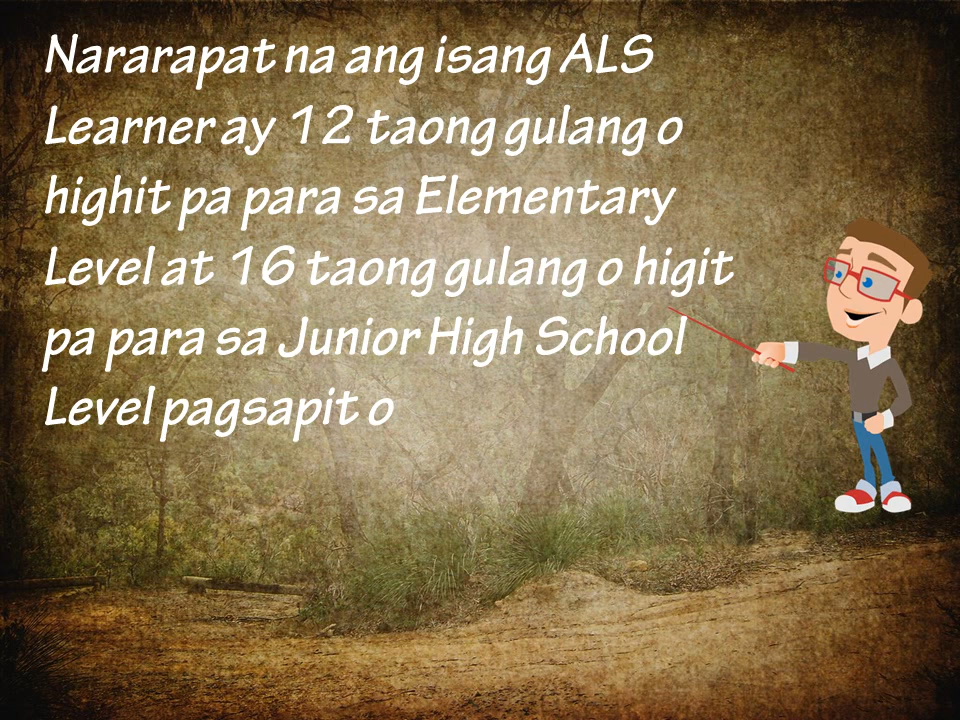 Nararapat na ang isang ALS
Learner ay 12 taong gulang o
highit pa para sa Elementary
Level at 16 taong gulang o higit
pa para sa Junior High School
Level pagsapit o